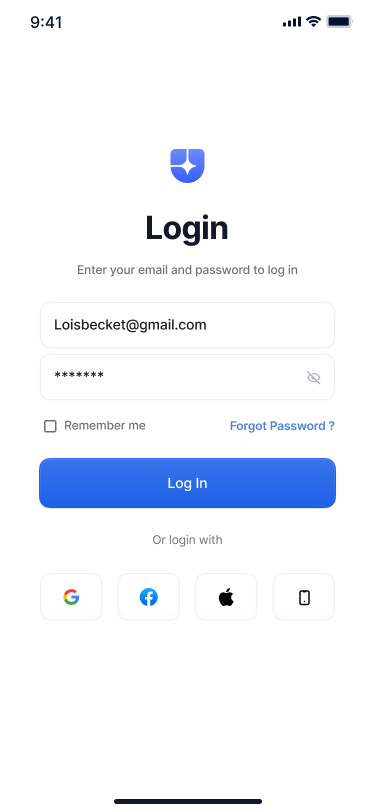 9:41
Login
Enter your email and password to log in
Loisbecket@gmail.com
*******
Remember me
Forgot Password ?
Log In
Or login with